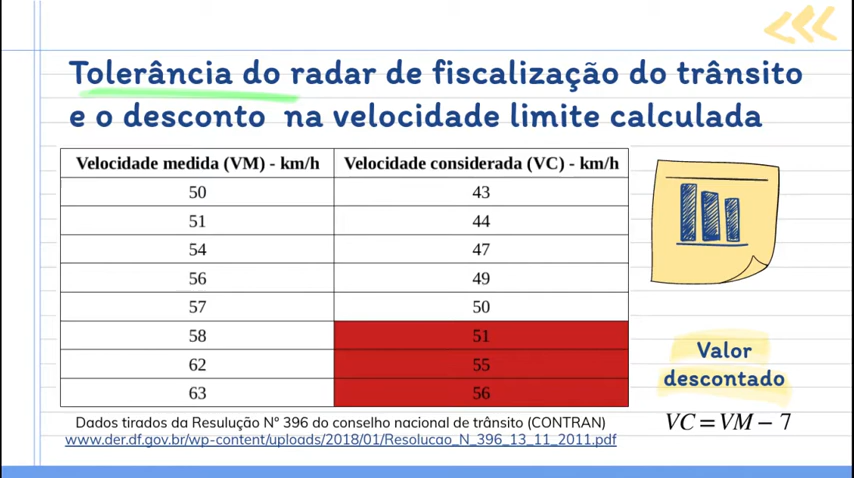 Tolerância do radar de fiscalização do trânsito
e o desconto na velocidade limite calculada
Velocidade medida (VM) - km/h Velocidade considerada (VC) - km/h
50 43
51 44
54 47
56 49
57 50
58 51
62 55
63 56
Valor
descontado
VC = VM − 7
Dados tirados da Resulução Nº 396 do conselho nacional de trânsito (CONTRAN)
www.der.df.gov.br/wp-content/uploads/2018/01/Resolucao_N_396_13_11_2011.pdf